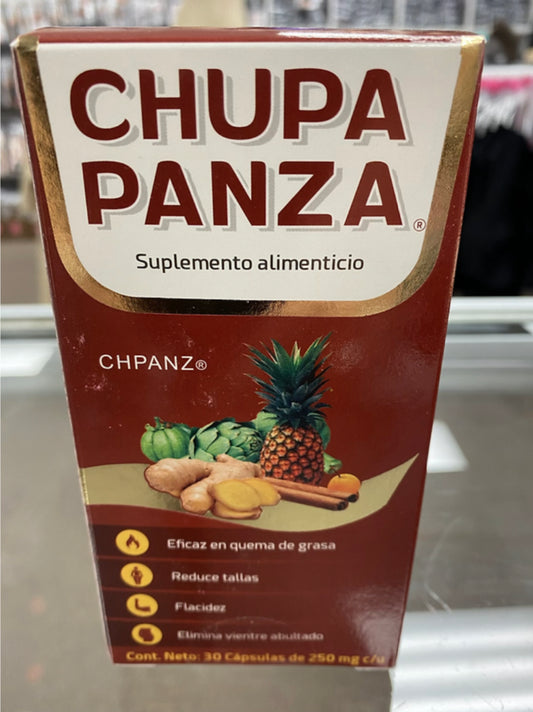 CHUPA
PANZA®
Suplemento alimenticio
CHPANZ®
Eficaz en quema de grasa
Reduce tallas
Flacidez
Elimina vientre abultado
Cont. Neto: 30 Cápsulas de 250 mg c/u